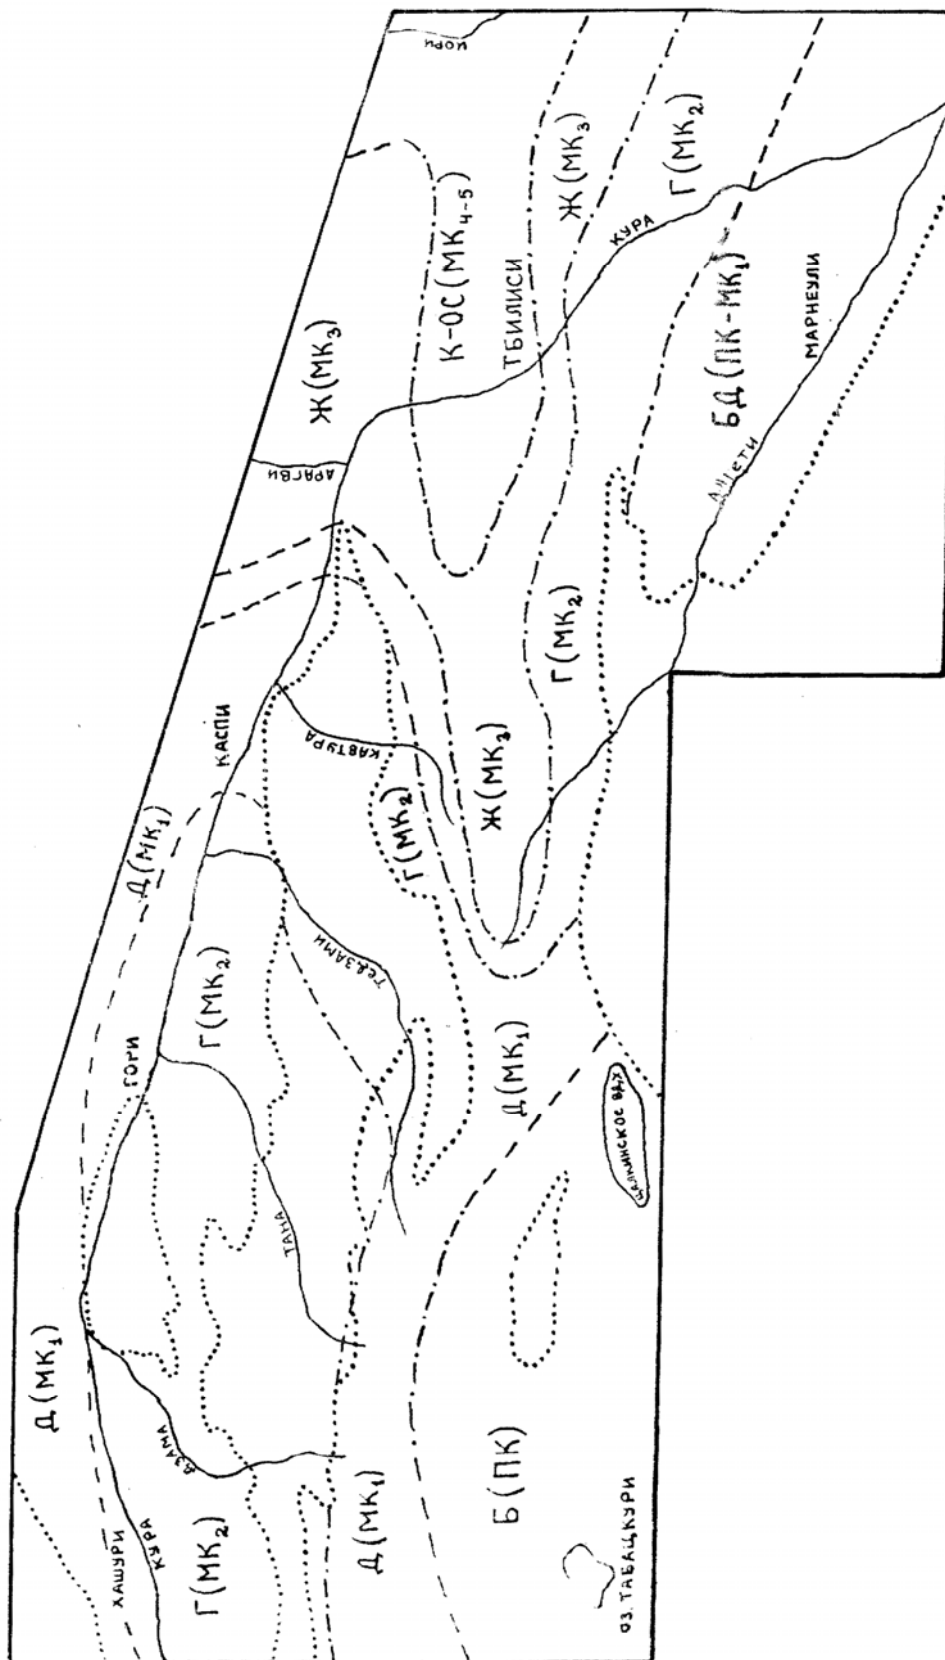 ИОРИ
Ж(МК₃)
Г(МК₂)
К-ОС(МК₄₋₅)
КУРА
ТБИЛИСИ
МАРНЕУЛИ
Ж(МК₃)
БД(ПК-МК₁)
АРАГВИ
Г(МК₂)
КАСПИ
КАВТУРА
Ж(МК₃)
Г(МК₂)
Д(МК₁)
Г(МК₂)
ТЕДЗАМИ
ГОРИ
Д(МК₁)
ЦАЛКИНСКОЕ ВДХ
ТАНА
Д(МК₁)
ДЗАМА
Б(ПК)
Д(МК₁)
ХАШУРИ
КУРА
Г(МК₂)
ОЗ. ТАБАЦКУРИ